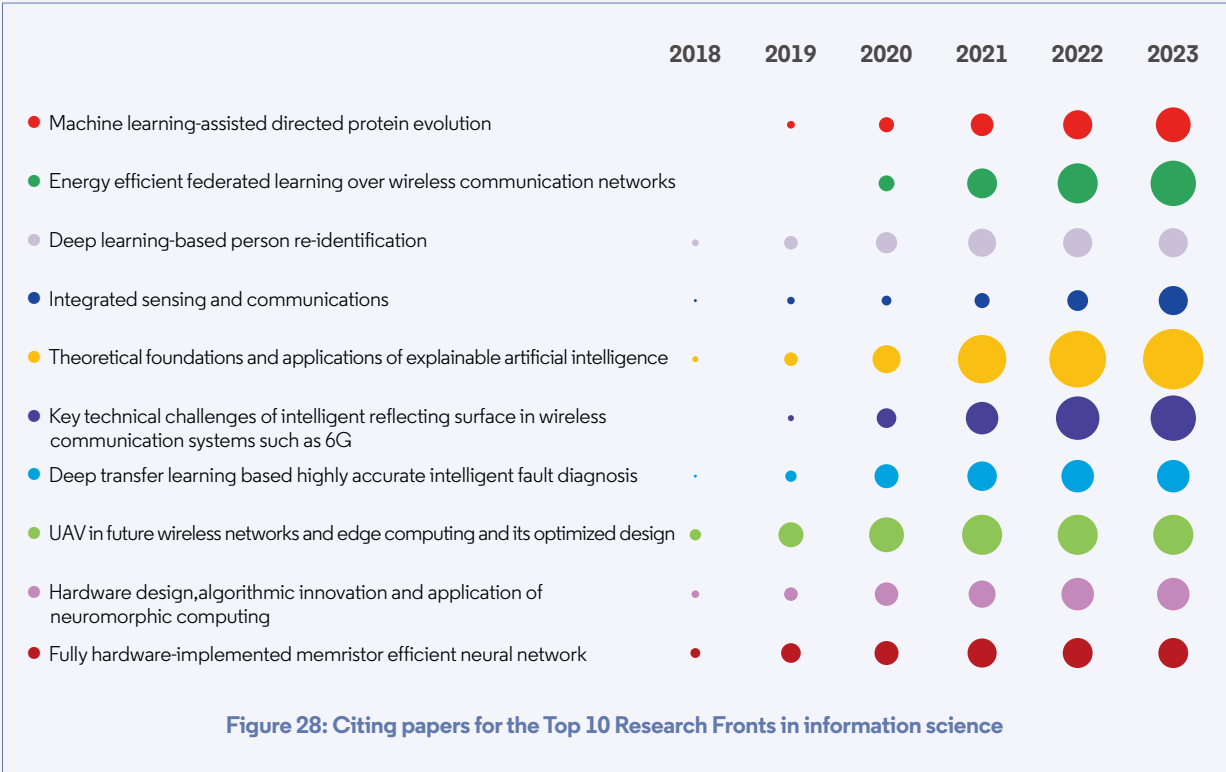 2018 2019 2020 2021 2022 2023
Machine learning-assisted directed protein evolution
Energy efficient federated learning over wireless communication networks
Deep learning-based person re-identification
Integrated sensing and communications
Theoretical foundations and applications of explainable artificial intelligence
Key technical challenges of intelligent reflecting surface in wireless
communication systems such as 6G
Deep transfer learning based highly accurate intelligent fault diagnosis
UAV in future wireless networks and edge computing and its optimized design
Hardware design,algorithmic innovation and application of
neuromorphic computing
Fully hardware-implemented memristor efficient neural network
Figure 28: Citing papers for the Top 10 Research Fronts in information science